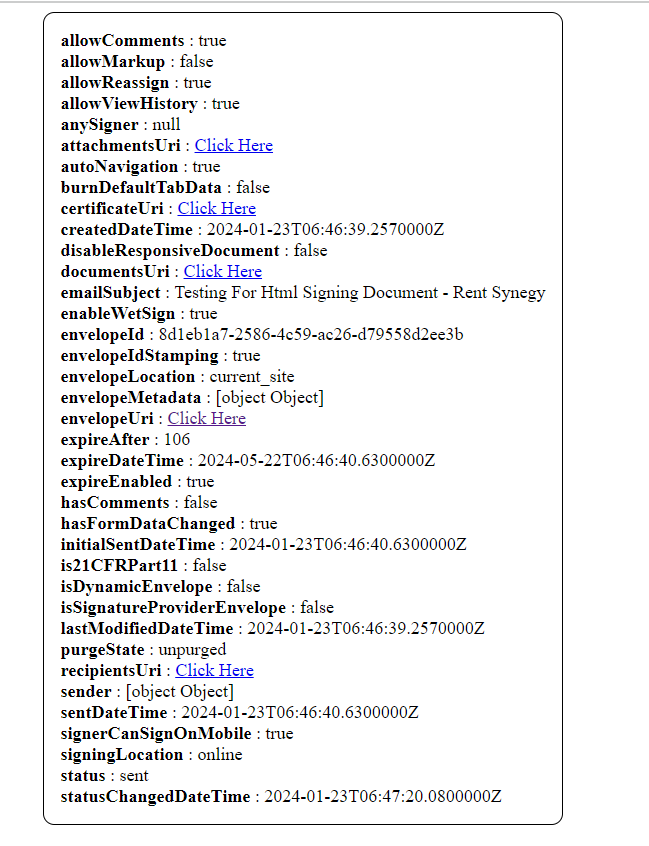 allowComments : true
allowMarkup : false
allowReassign : true
allowViewHistory : true
anySigner : null
attachmentsUri : Click Here
autoNavigation : true
burnDefaultTabData : false
certificateUri : Click Here
createdDateTime : 2024-01-23T06:46:39.2570000Z
disableResponsiveDocument : false
documentsUri : Click Here
emailSubject : Testing For Html Signing Document - Rent Synegy
enableWetSign : true
envelopeId : 8d1eb1a7-2586-4c59-ac26-d79558d2ee3b
envelopeIdStamping : true
envelopeLocation : current_site
envelopeMetadata : [object Object]
envelopeUri : Click Here
expireAfter : 106
expireDateTime : 2024-05-22T06:46:40.6300000Z
expireEnabled : true
hasComments : false
hasFormDataChanged : true
initialSentDateTime : 2024-01-23T06:46:40.6300000Z
is21CFRPart11 : false
isDynamicEnvelope : false
isSignatureProviderEnvelope : false
lastModifiedDateTime : 2024-01-23T06:46:39.2570000Z
purgeState : unpurged
recipientsUri : Click Here
sender : [object Object]
sentDateTime : 2024-01-23T06:46:40.6300000Z
signerCanSignOnMobile : true
signingLocation : online
status : sent
statusChangedDateTime : 2024-01-23T06:47:20.0800000Z